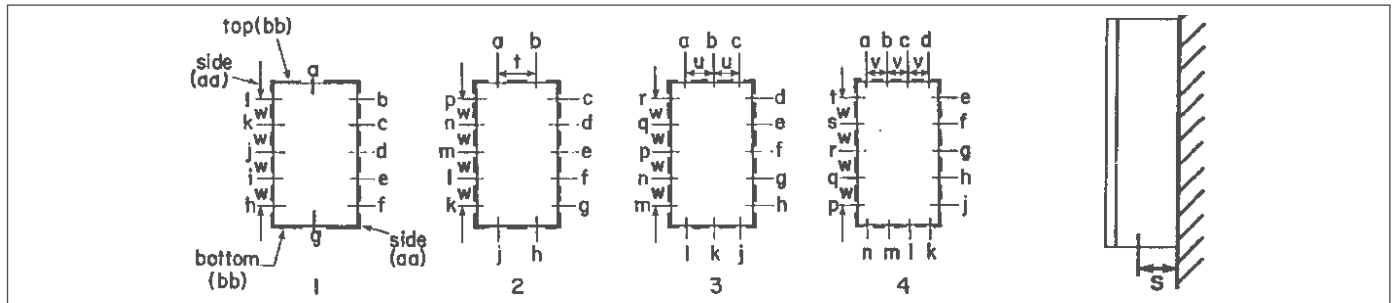 top(bb)
side
(aa)
a
l
k
j
i
h
w
w
w
w
b
c
d
e
f
g
bottom
(bb)
side
(aa)
1
a b
t
p
n
m
l
k
w
w
w
w
c
d
e
f
g
j h
2
a b c
u u
r
q
p
n
m
w
w
w
w
d
e
f
g
h
l k j
3
a b c d
v v v
t
s
r
q
p
w
w
w
w
e
f
g
h
j
n m l k
4
S